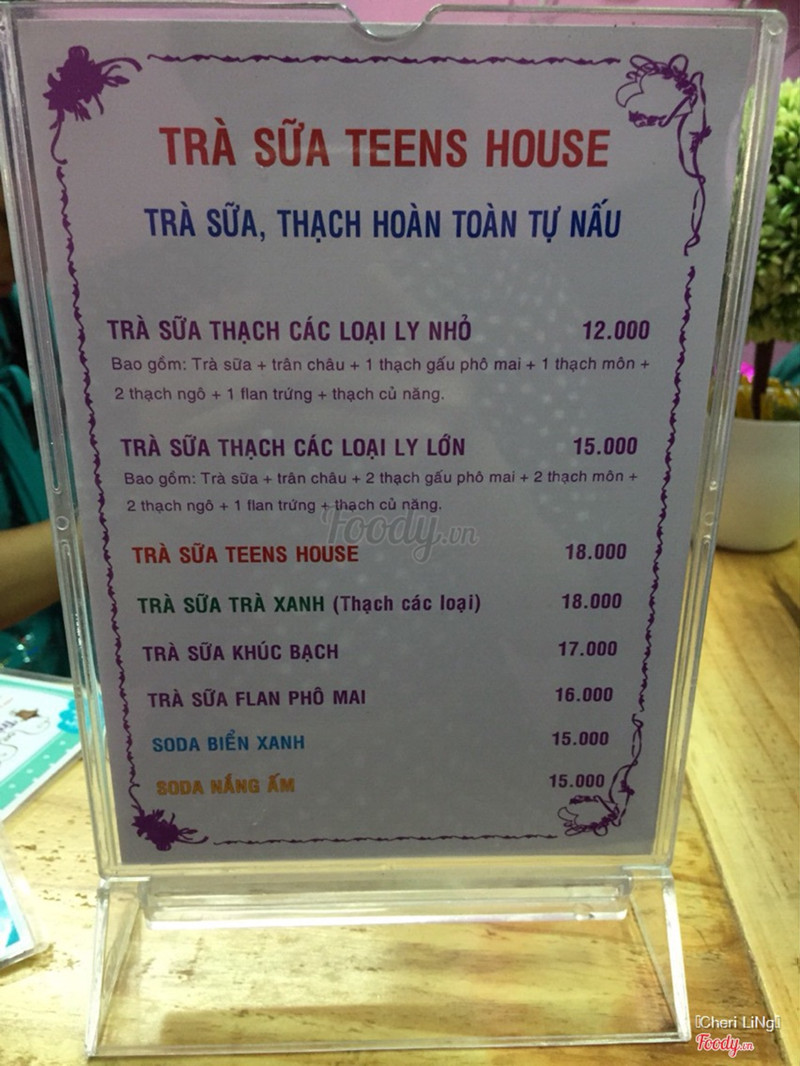 TRÀ SỮA TEENS HOUSE
TRÀ SỮA, THẠCH HOÀN TOÀN TỰ NẤU
TRÀ SỮA THẠCH CÁC LOẠI LY NHỎ 12.000
Bao gồm: Trà sữa + trân châu + 1 thạch gấu phô mai + 1 thạch môn +
2 thạch ngô + 1 flan trứng + thạch củ năng.
TRÀ SỮA THẠCH CÁC LOẠI LY LỚN 15.000
Bao gồm: Trà sữa + trân châu + 2 thạch gấu phô mai + 2 thạch môn +
2 thạch ngô + 1 flan trứng + thạch củ năng.
Foody.vn
TRÀ SỮA TEENS HOUSE 18.000
TRÀ SỮA TRÀ XANH (Thạch các loại) 18.000
TRÀ SỮA KHÚC BẠCH 17.000
TRÀ SỮA FLAN PHÔ MAI 16.000
SODA BIỂN XANH 15.000
SODA NẮNG ẤM 15.000
Cheri LiNg
Foody.vn